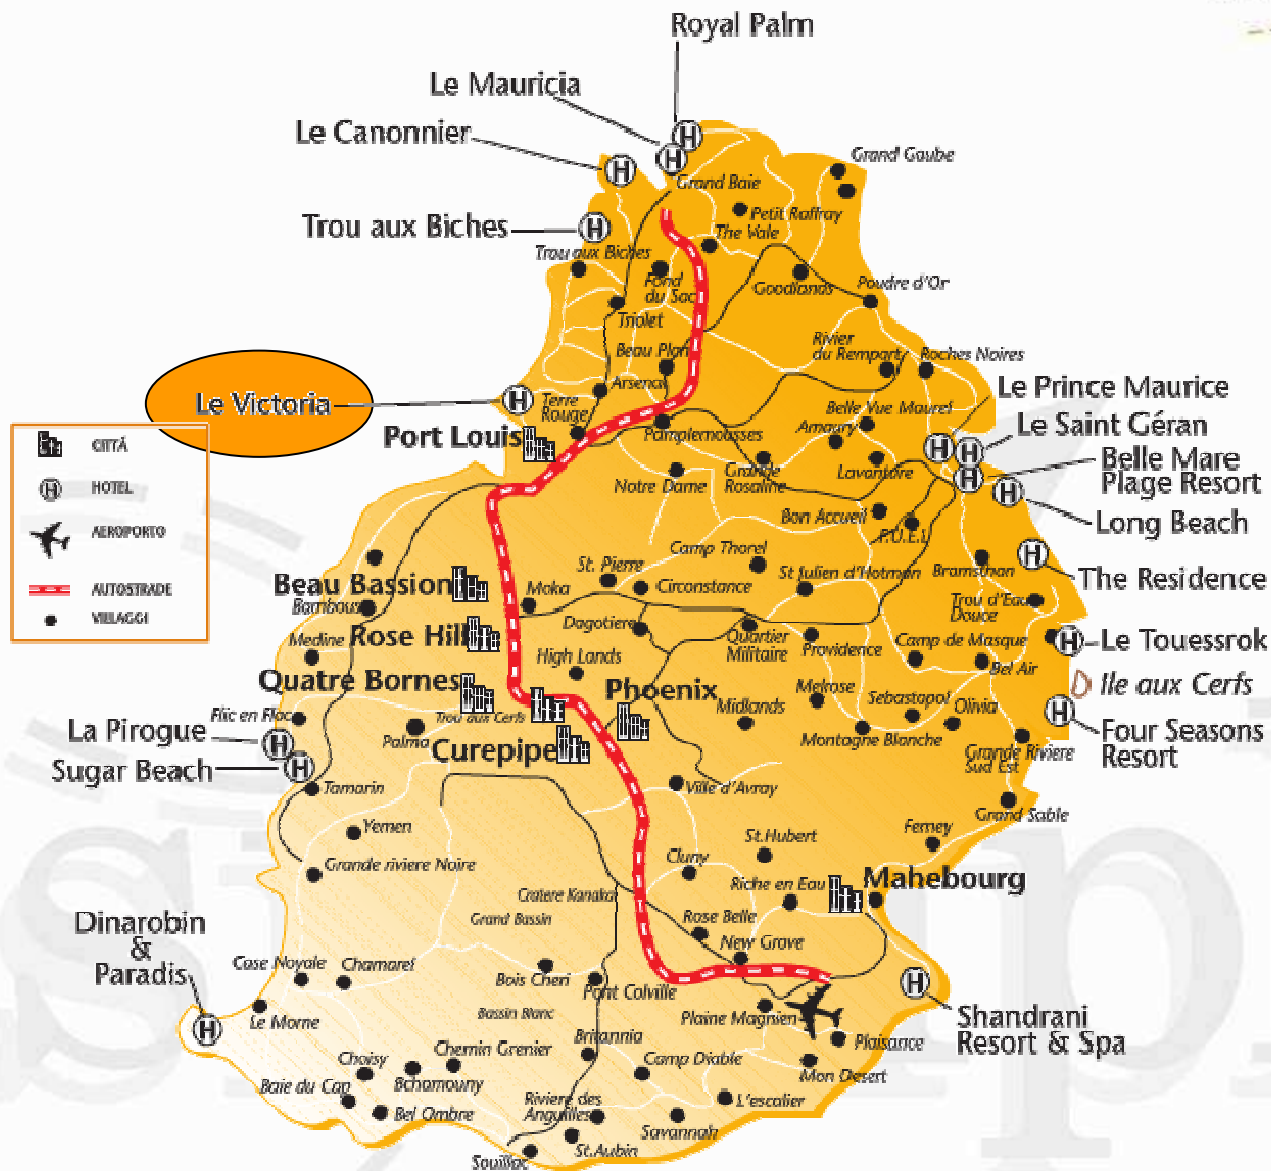 Royal Palm
Le Mauricia
Le Canonnier
Grand Gaube
Grand Baie
Petit Raffray
Trou aux Biches
The Vale
Trou aux Biches
Fond
du Sac
Goodlands
Poudre d'Or
Triolet
Rivier
du Rempart
Beau Plan
Roches Noires
Arsenal
Le Prince Maurice
Le Victoria
Terre
Rouge
Belle Vue Maurel
Le Saint Géran
Port Louis
Pamplemousses
Amaury
CITTÀ
Belle Mare
Plage Resort
Grande
Rosaline
Lavanture
HOTEL
Notre Dame
Long Beach
Bon Accueil
F.U.E.L
AEROPORTO
Camp Thorel
St. Pierre
Beau Bassion
Moka
Circonstance
St Julien d'Hotman
Bramsthan
The Residence
AUTOSTRADE
Bambous
Trou d'Eau
Douce
VILLAGGI
Dagotiere
Rose Hill
Medine
Quartier
Militaire
Providence
Camp de Masque
Le Touessrok
High Lands
Bel Air
Quatre Bornes
Phoenix
Melrose
Ile aux Cerfs
Sebastopol
Olivia
Flic en Flac
Trou aux Cerfs
Midlands
La Pirogue
Palma
Curepipe
Montagne Blanche
Four Seasons
Resort
Grande Riviere
Sud Est
Sugar Beach
Tamarin
Ville d'Avray
Grand Sable
Yemen
St.Hubert
Ferney
Grande riviere Noire
Cluny
Riche en Eau
Mahebourg
Cratere Kanaka
Grand Bassin
Rose Belle
Dinarobin
&
Paradis
New Grove
Case Noyale
Chamarel
Bois Cheri
Pont Colville
Bassin Blanc
Plaine Magnien
Shandrani
Resort & Spa
Le Morne
Britannia
Plaisance
Choisy
Chemin Grenier
Camp Diable
Mon Desert
Baie du Cap
Bchamouny
Bel Ombre
Riviere des
Anguilles
L'escalier
Savannah
St.Aubin
Souillac